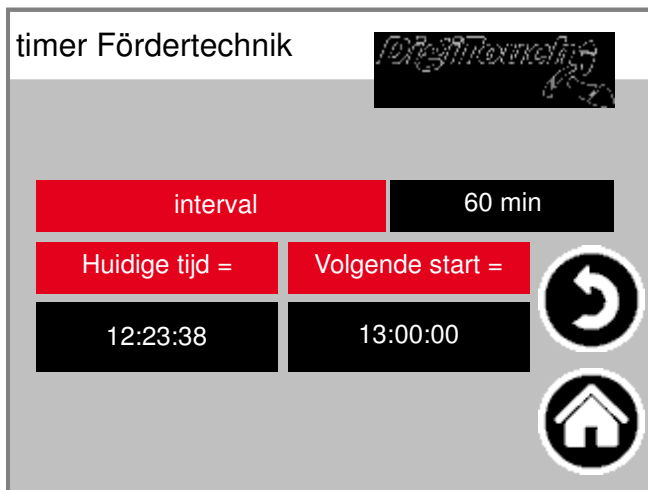 timer Fördertechnik
DigiTouch
interval
60 min
Huidige tijd =
Volgende start =
12:23:38
13:00:00